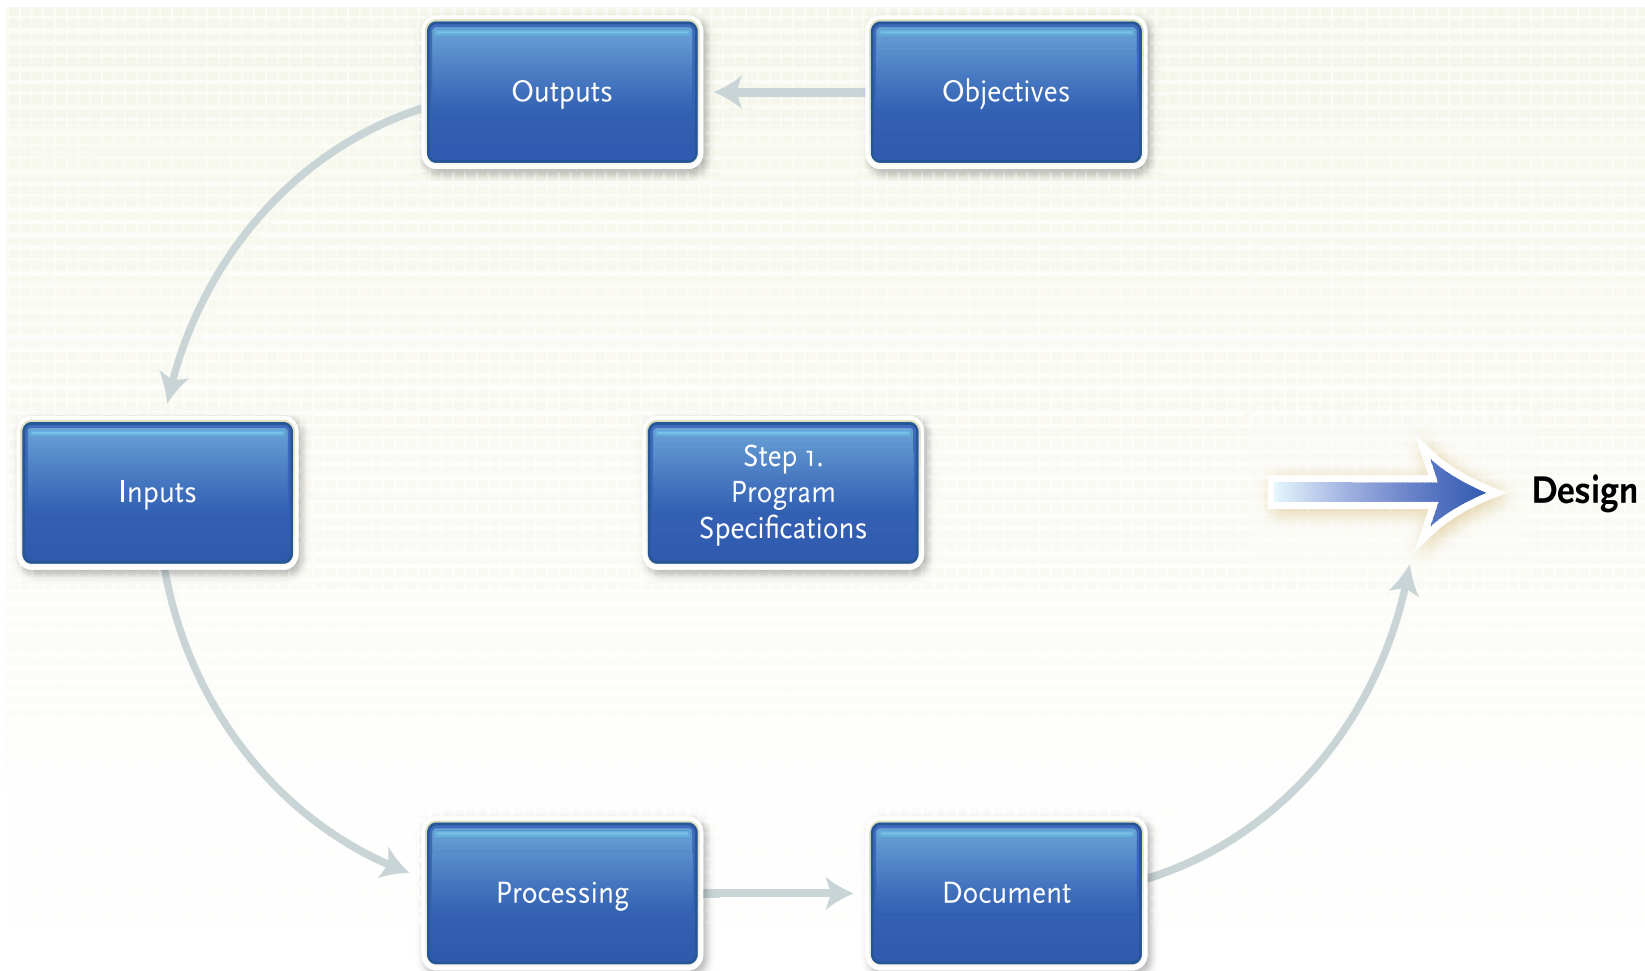 Outputs
Objectives
Inputs
Step 1.
Program
Specifications
Design
Processing
Document